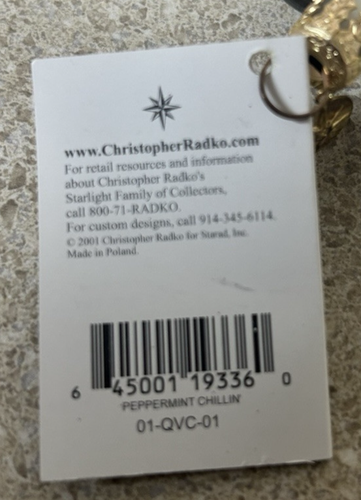 www.ChristopherRadko.com
For retail resources and information
about Christopher Radko's
Starlight Family of Collectors,
call 800-71-RADKO.
For custom designs, call 914-345-6114.
© 2001 Christopher Radko for Starad, Inc.
Made in Poland.
6 45001 19336 0
PEPPERMINT CHILLIN'
01-QVC-01